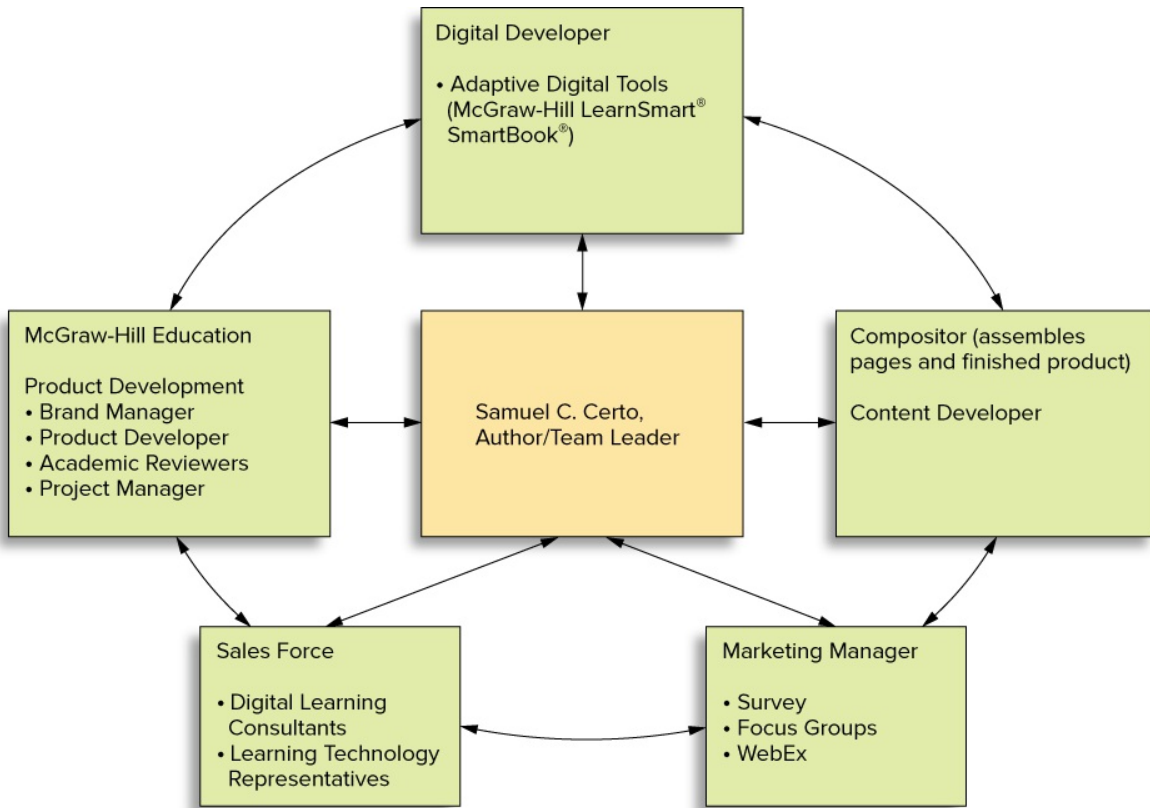 Digital Developer
• Adaptive Digital Tools
(McGraw-Hill LearnSmart®
SmartBook®)
McGraw-Hill Education
Product Development
• Brand Manager
• Product Developer
• Academic Reviewers
• Project Manager
Samuel C. Certo,
Author/Team Leader
Compositor (assembles
pages and finished product)
Content Developer
Sales Force
• Digital Learning
Consultants
• Learning Technology
Representatives
Marketing Manager
• Survey
• Focus Groups
• WebEx